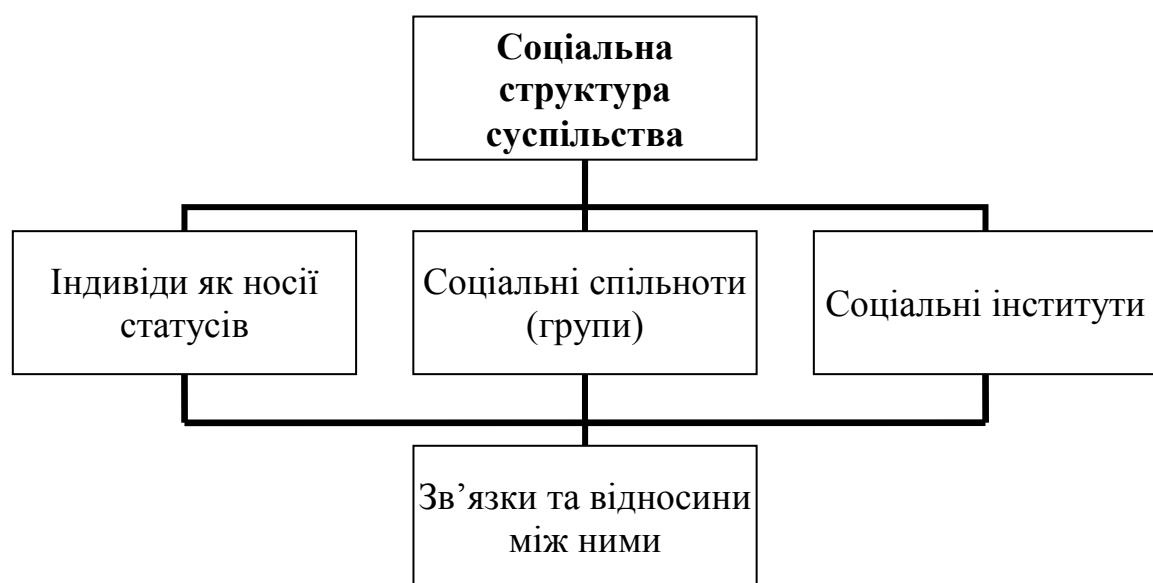 Соціальна
структура
суспільства
Індивіди як носії
статусів
Соціальні спільноти
(групи)
Соціальні інститути
Зв’язки та відносини
між ними